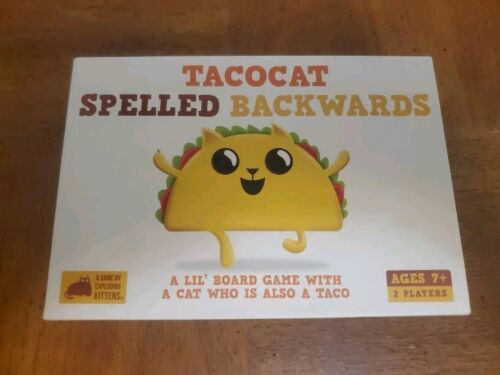 TACOCAT
SPELLED BACKWARDS
A LIL' BOARD GAME WITH
A CAT WHO IS ALSO A TACO
A GAME BY
EXPLODING
KITTENS®
AGES 7+
2 PLAYERS